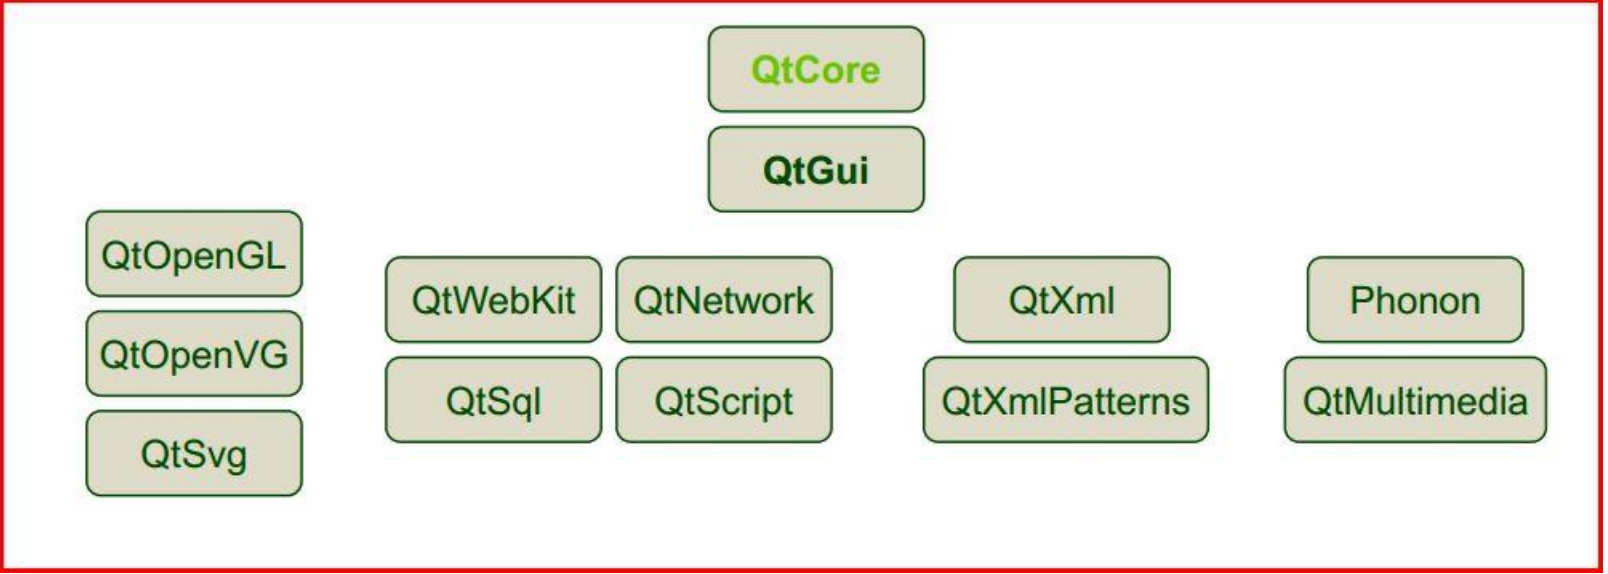 QtCore
QtGui
QtOpenGL
QtOpenVG
QtSvg
QtWebKit
QtNetwork
QtSql
QtScript
QtXml
QtXmlPatterns
Phonon
QtMultimedia